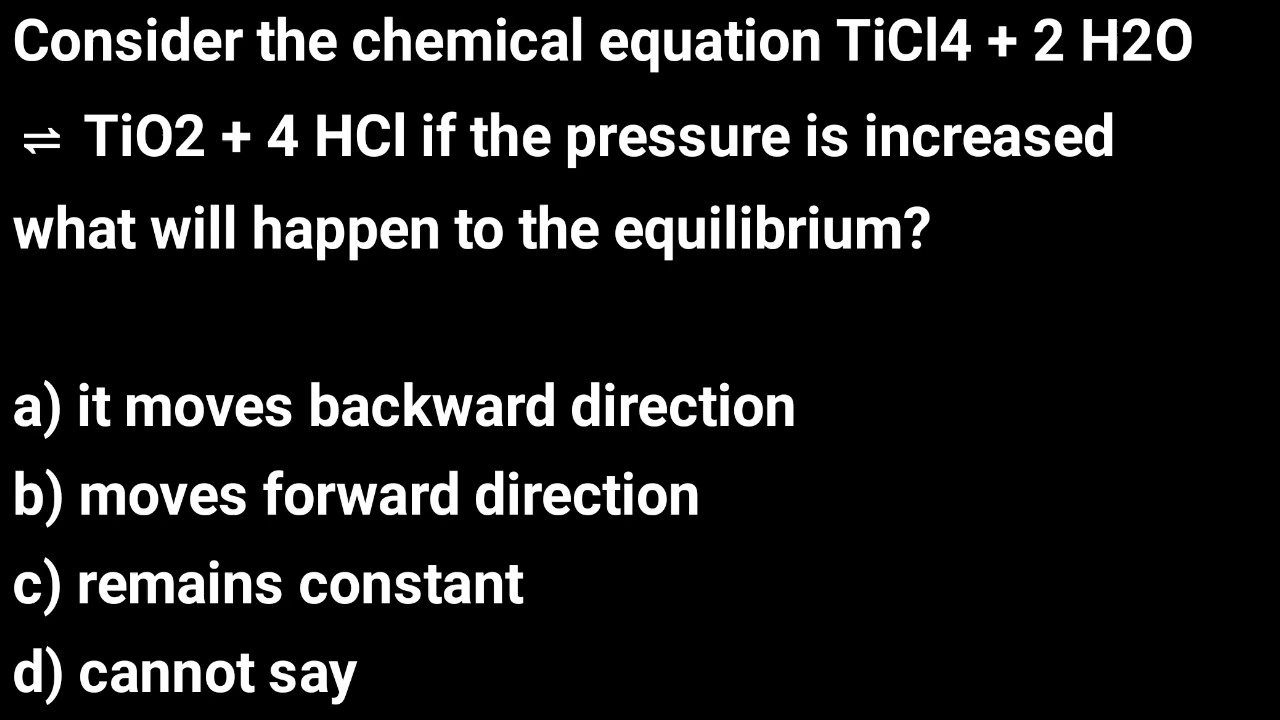 Consider the chemical equation TiCl4 + 2 H2O
⇌ TiO2 + 4 HCl if the pressure is increased
what will happen to the equilibrium?
a) it moves backward direction
b) moves forward direction
c) remains constant
d) cannot say